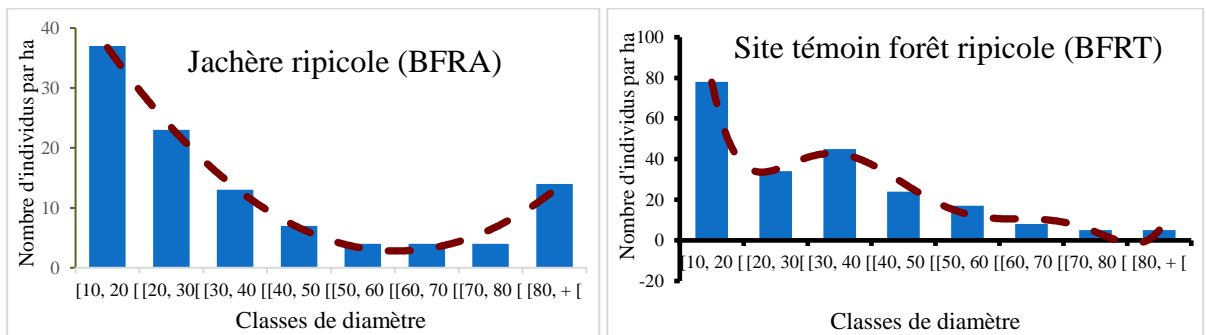 Jachère ripicole (BFRA)
Nombre d'individus par ha
40
30
20
10
0
[10, 20 [ [20, 30[ [30, 40 [ [40, 50 [ [50, 60 [ [60, 70 [ [70, 80 [ [80, + [
Classes de diamètre
Site témoin forêt ripicole (BFRT)
Nombre d'individus par ha
100
80
60
40
20
0
-20
[10, 20 [ [20, 30[ [30, 40 [ [40, 50 [ [50, 60 [ [60, 70 [ [70, 80 [ [80, + [
Classes de diamètre